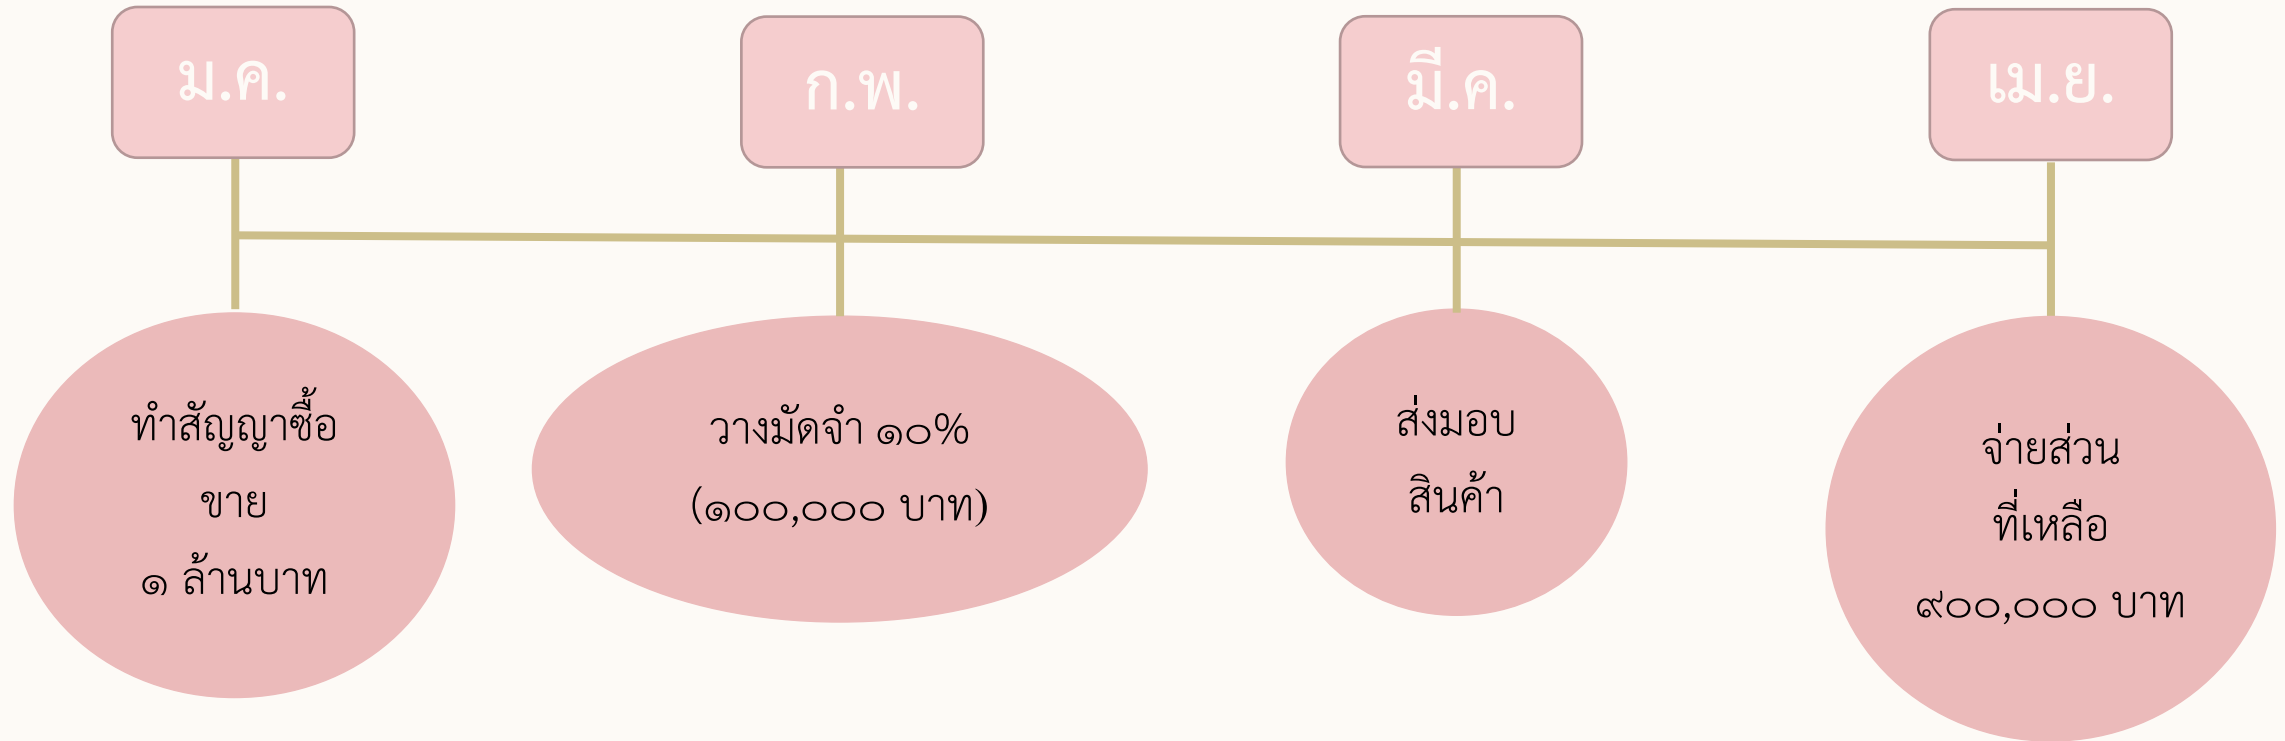 ม.ค.
ก.พ.
มี.ค.
เม.ย.
ทำสัญญาซื้อ
ขาย
๑ ล้านบาท
วางมัดจำ ๑๐%
(๑๐๐,๐๐๐ บาท)
ส่งมอบ
สินค้า
จ่ายส่วน
ที่เหลือ
๙๐๐,๐๐๐ บาท